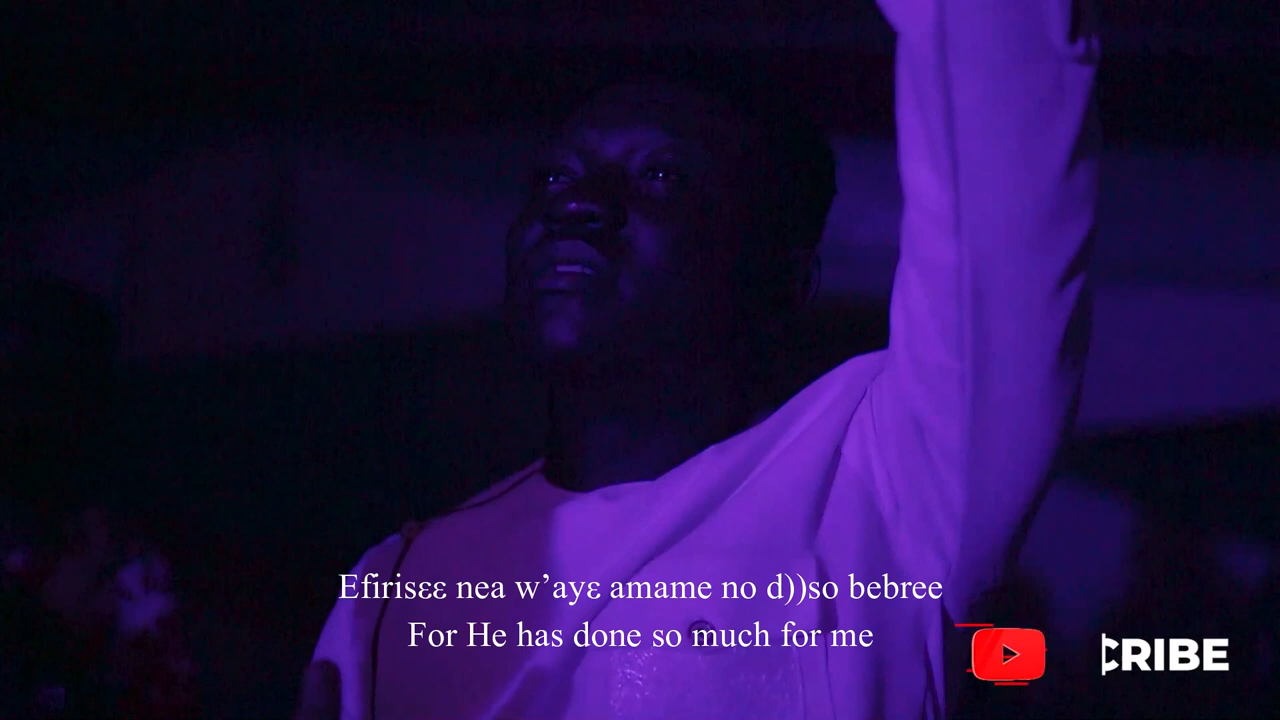 Efirisɛɛ nea w’ayɛ amame no d))so bebree
For He has done so much for me
CRIBE